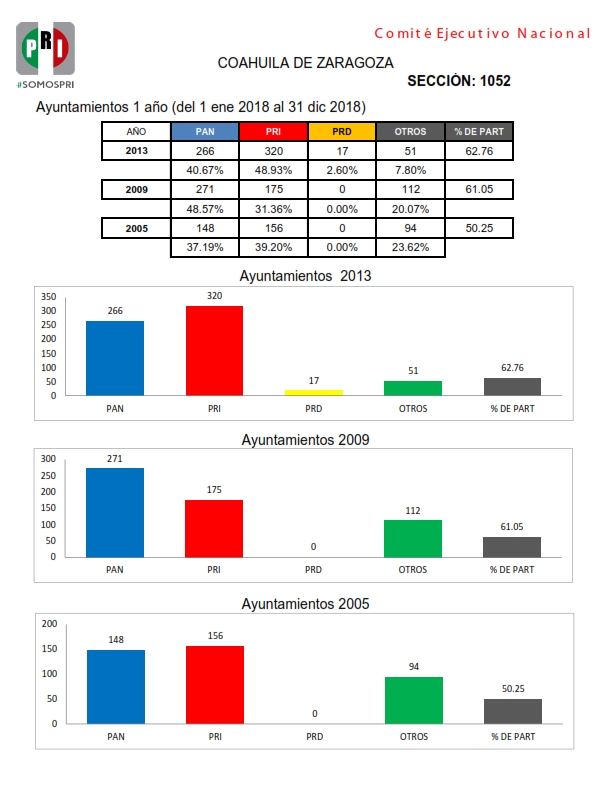 PRI
#SOMOSPRI
Comité Ejecutivo Nacional
COAHUILA DE ZARAGOZA
SECCIÓN: 1052
Ayuntamientos 1 año (del 1 ene 2018 al 31 dic 2018)
AÑO PAN PRI PRD OTROS % DE PART
2013 266 320 17 51 62.76
40.67% 48.93% 2.60% 7.80%
2009 271 175 0 112 61.05
48.57% 31.36% 0.00% 20.07%
2005 148 156 0 94 50.25
37.19% 39.20% 0.00% 23.62%
Ayuntamientos 2013
350
300
250
200
150
100
50
0
266 320 17 51 62.76
PAN PRI PRD OTROS % DE PART
Ayuntamientos 2009
300
250
200
150
100
50
0
271 175 0 112 61.05
PAN PRI PRD OTROS % DE PART
Ayuntamientos 2005
200
150
100
50
0
148 156 0 94 50.25
PAN PRI PRD OTROS % DE PART